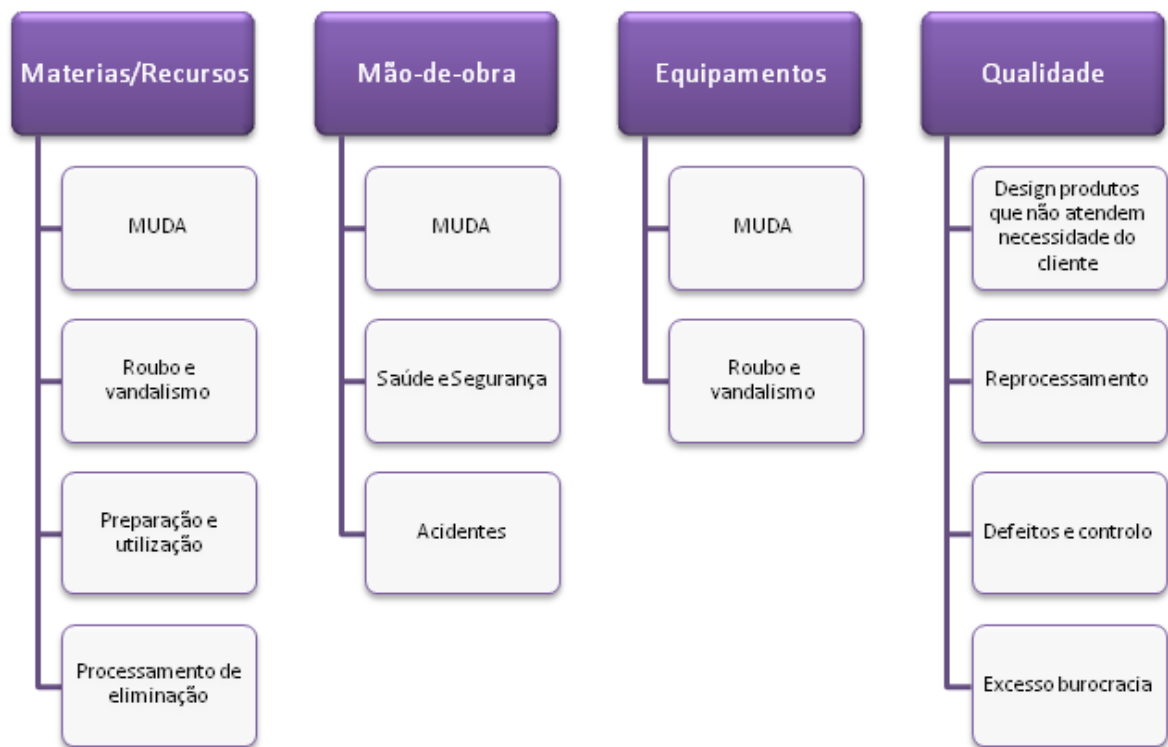 Materias/Recursos
MUDA
Roubo e
vandalismo
Preparação e
utilização
Processamento de
eliminação
Mão-de-obra
MUDA
Saúde e Segurança
Acidentes
Equipamentos
MUDA
Roubo e
vandalismo
Qualidade
Design produtos
que não atendem
necessidade do
cliente
Reprocessamento
Defeitos e controlo
Excesso burocracia